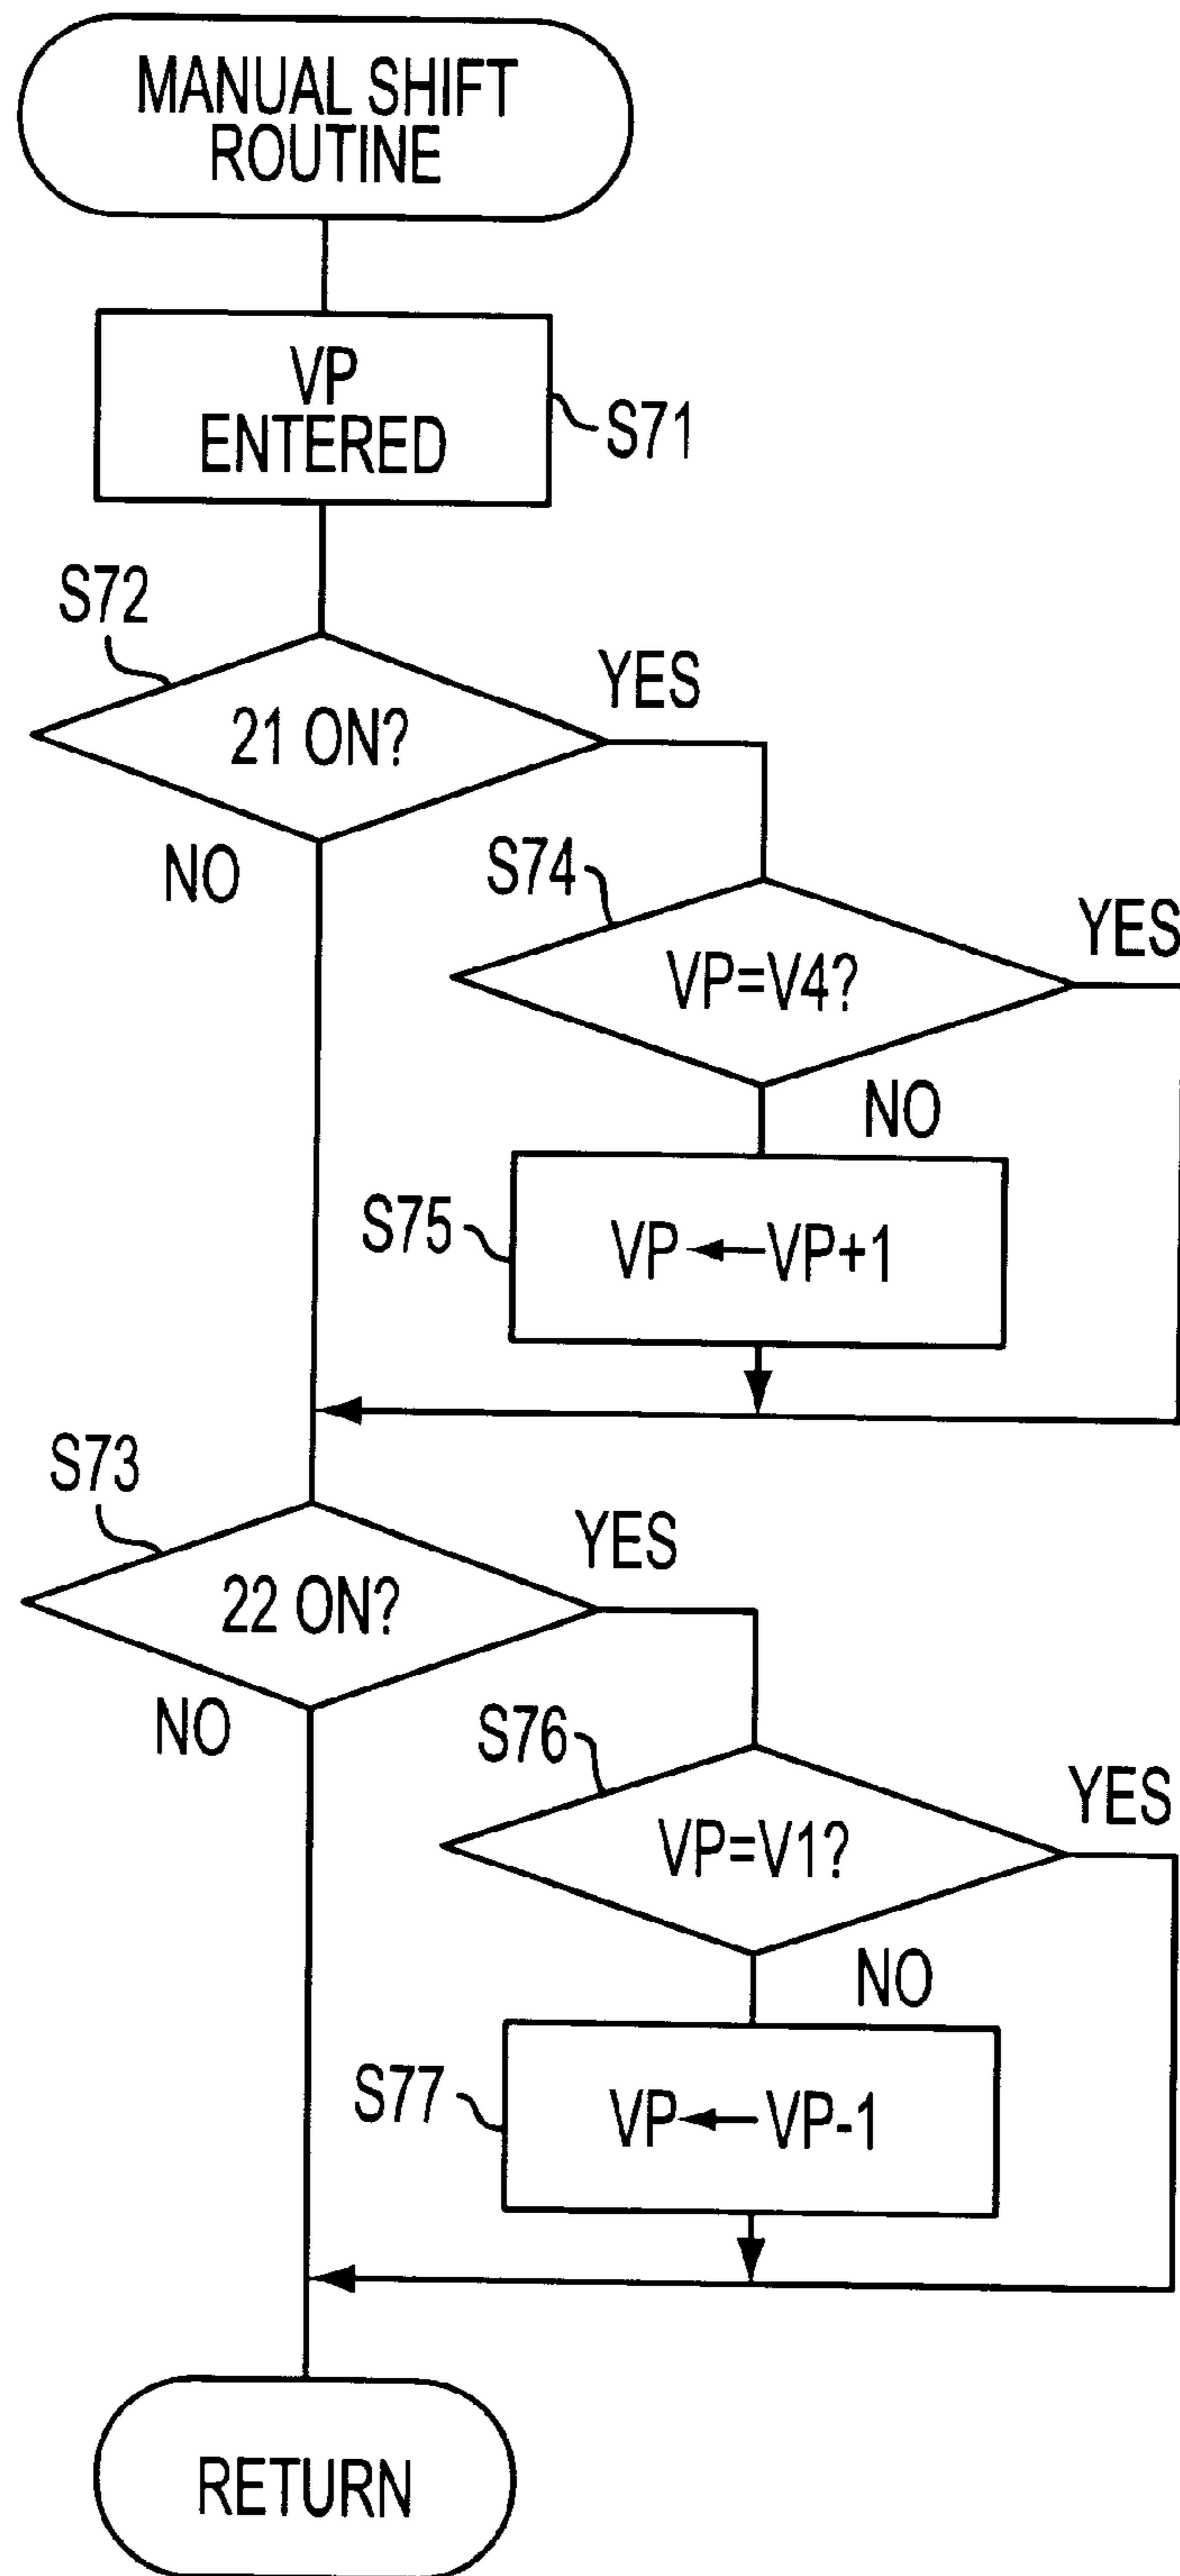 MANUAL SHIFT
ROUTINE
VP
ENTERED
S71
S72
21 ON?
YES
NO
S74
VP=V4?
YES
NO
S75
VP←VP+1
S73
22 ON?
YES
NO
S76
VP=V1?
YES
NO
S77
VP←VP-1
RETURN